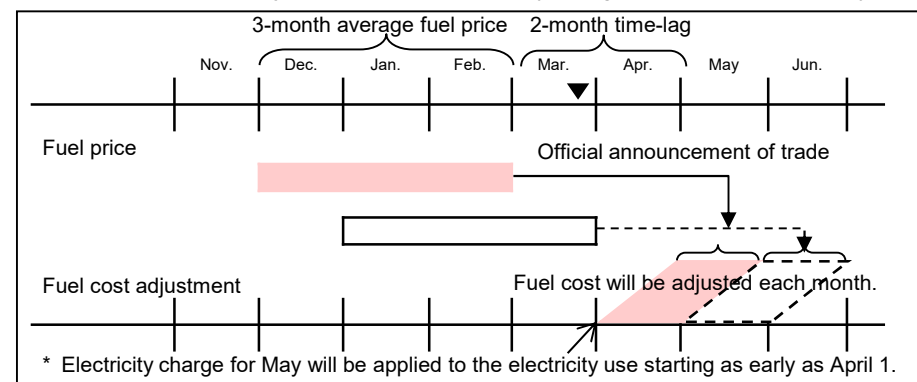 3-month average fuel price 2-month time-lag
Nov. Dec. Jan. Feb. Mar. Apr. May Jun.
Fuel price
Official announcement of trade
Fuel cost adjustment
Fuel cost will be adjusted each month.
* Electricity charge for May will be applied to the electricity use starting as early as April 1.